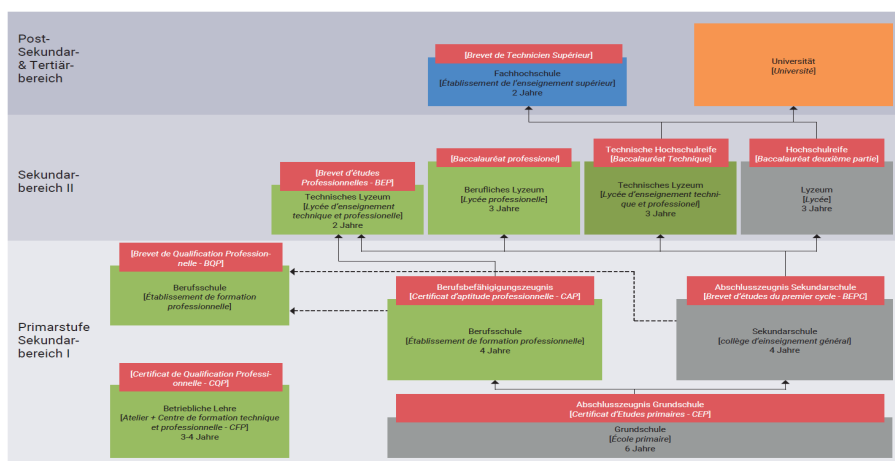 Post-
Sekundar-
& Tertiär-
bereich
[Brevet de Technicien Supérieur]
Fachhochschule
[Établissement de l'enseignement supérieur]
2 Jahre
Universität
[Université]
Sekundar-
bereich II
[Brevet d'études
Professionnelles - BEP]
Technisches Lyzeum
[Lycée d'enseignement
technique et professionelle]
2 Jahre
[Baccalauréat professionel]
Berufliches Lyzeum
[Lycée professionelle]
3 Jahre
Technische Hochschulreife
[Baccalauréat Technique]
Technisches Lyzeum
[Lycée d'enseignement techni-
que et professionel]
3 Jahre
Hochschulreife
[Baccalauréat deuxième partie]
Lyzeum
[Lycée]
3 Jahre
Primarstufe
Sekundar-
bereich I
[Brevet de Qualification Profession-
nelle - BQP]
Berufsschule
[Établissement de formation
professionelle]
Berufsbefähigigungszeugnis
[Certificat d'aptitude professionnelle - CAP]
Berufsschule
[Établissement de formation professionelle]
4 Jahre
Abschlusszeugnis Sekundarschule
[Brevet d'études du premier cycle - BEPC]
Sekundarschule
[collège d'einseignement général]
4 Jahre
[Certificat de Qualification Professi-
onnelle - CQP]
Betriebliche Lehre
[Atelier + Centre de formation technique
et professionnelle - CFP]
3-4 Jahre
Abschlusszeugnis Grundschule
[Certificat d'Etudes primaires - CEP]
Grundschule
[École primaire]
6 Jahre